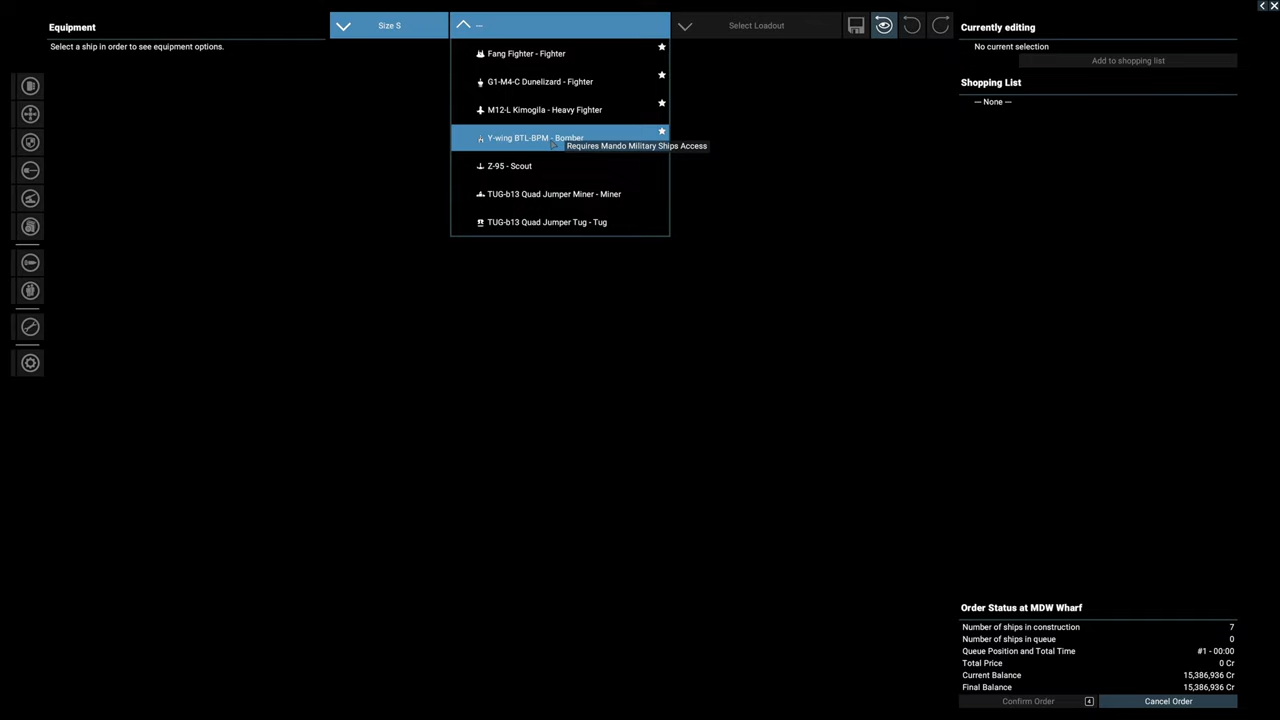 Equipment
Select a ship in order to see equipment options.
Size S
—
Select Loadout
Fang Fighter - Fighter
G1-M4-C Dunelizard - Fighter
M12-L Kimogila - Heavy Fighter
Y-wing BTL-BPM - Bomber
Requires Mando Military Ships Access
Z-95 - Scout
TUG-b13 Quad Jumper Miner - Miner
TUG-b13 Quad Jumper Tug - Tug
Currently editing
No current selection
Add to shopping list
Shopping List
— None —
Order Status at MDW Wharf
Number of ships in construction 7
Number of ships in queue 0
Queue Position and Total Time #1 - 00:00
Total Price 0 Cr
Current Balance 15,386,936 Cr
Final Balance 15,386,936 Cr
Confirm Order 4 Cancel Order